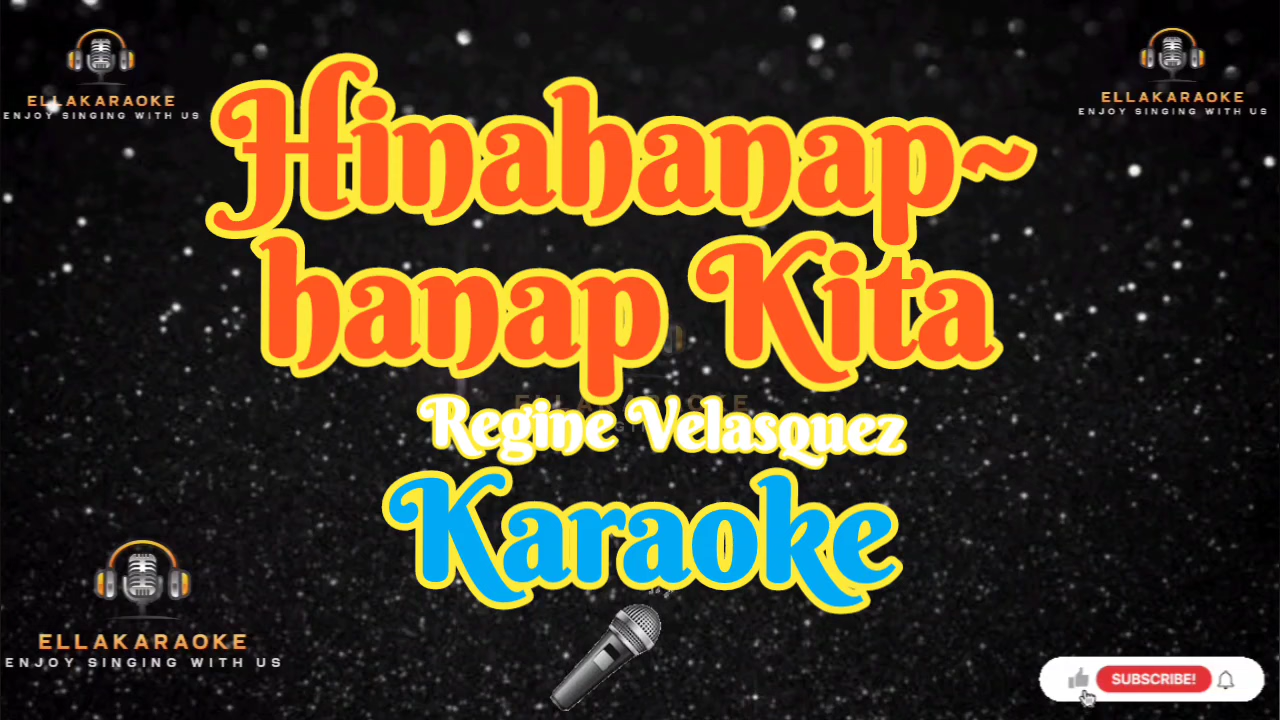 ELLAKARAOKE
ENJOY SINGING WITH US
ELLAKARAOKE
ENJOY SINGING WITH US
Hinahanap~
hanap Kita
ELLAKARAOKE
Regine Velasquez
Karaoke
ELLAKARAOKE
ENJOY SINGING WITH US
SUBSCRIBE!